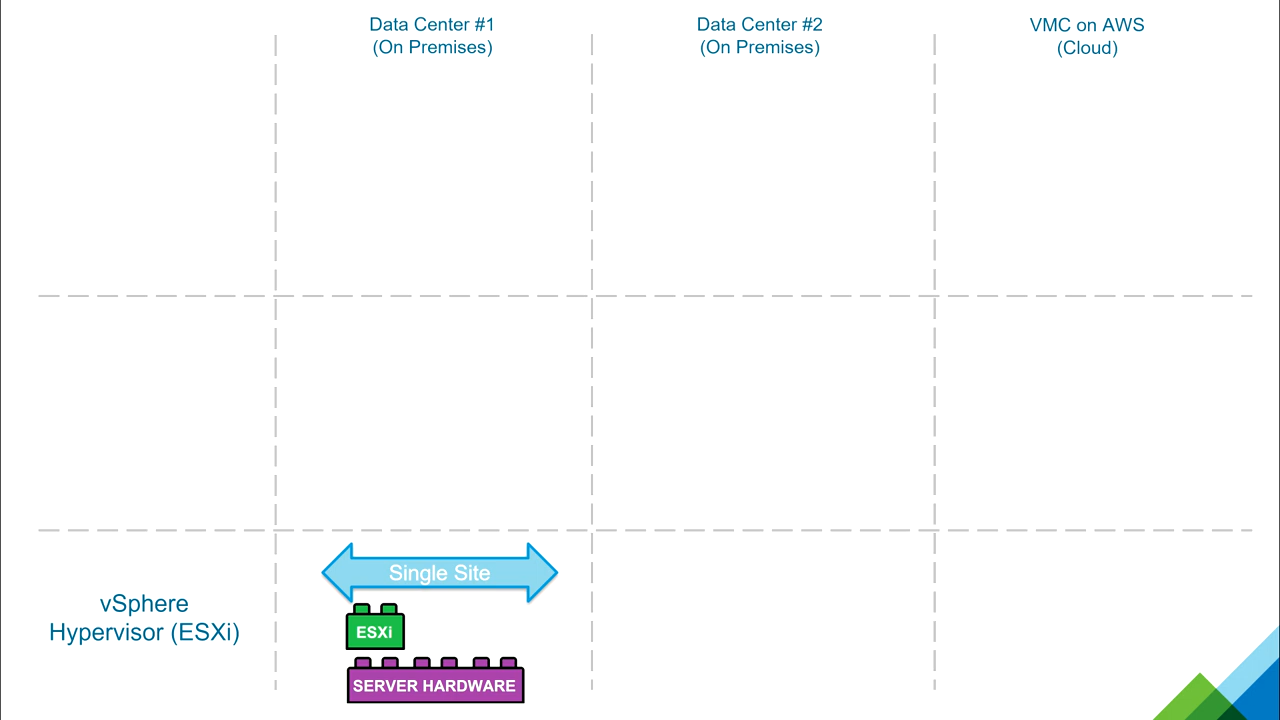 Data Center #1
(On Premises)
Data Center #2
(On Premises)
VMC on AWS
(Cloud)
Single Site
vSphere
Hypervisor (ESXi)
ESXi
SERVER HARDWARE